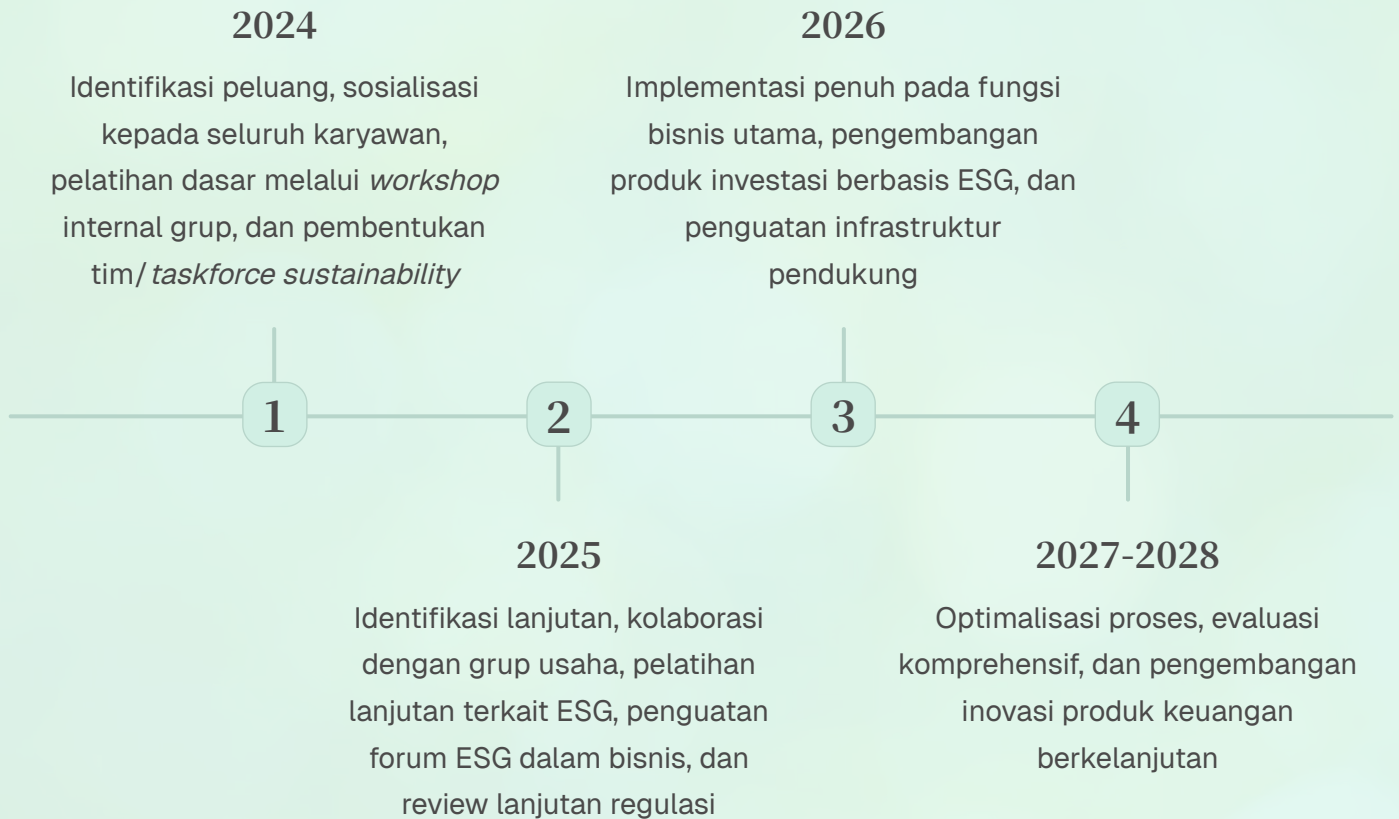 2024
Identifikasi peluang, sosialisasi
kepada seluruh karyawan,
pelatihan dasar melalui workshop
internal grup, dan pembentukan
tim/taskforce sustainability
1
2025
Identifikasi lanjutan, kolaborasi
dengan grup usaha, pelatihan
lanjutan terkait ESG, penguatan
forum ESG dalam bisnis, dan
review lanjutan regulasi
2
2026
Implementasi penuh pada fungsi
bisnis utama, pengembangan
produk investasi berbasis ESG, dan
penguatan infrastruktur
pendukung
3
2027-2028
Optimalisasi proses, evaluasi
komprehensif, dan pengembangan
inovasi produk keuangan
berkelanjutan
4